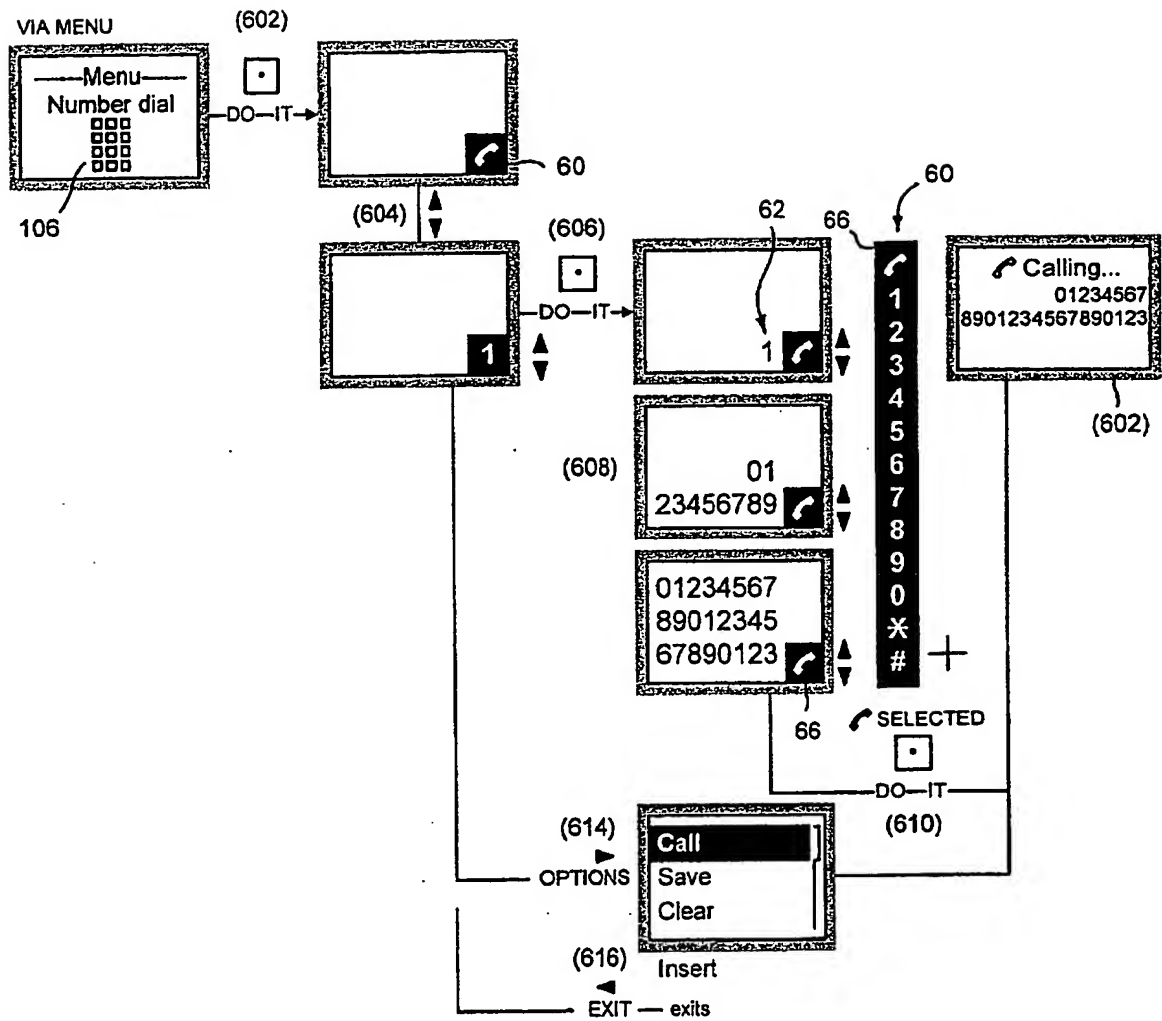 VIA MENU
(602)
Menu
Number dial
DO—IT
106
60
(604)
(606)
62
60
66
1
DO—IT
1
1
2
3
4
5
6
7
8
9
0
*
#
Calling...
01234567
8901234567890123
(602)
(608)
01
23456789
01234567
89012345
67890123
66
SELECTED
DO—IT
(610)
(614)
OPTIONS
Call
Save
Clear
Insert
(616)
EXIT — exits